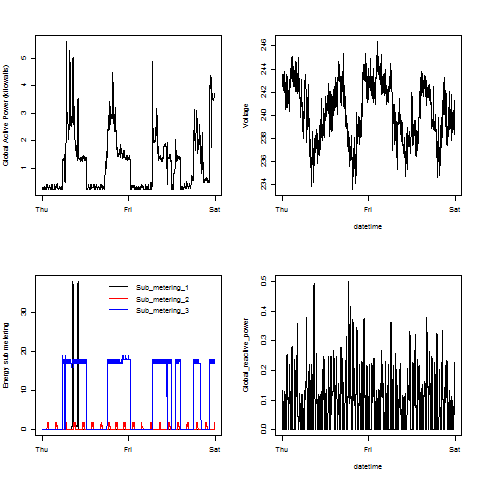 Global Active Power (kilowatts)
5
4
3
2
1
Thu Fri Sat
Voltage
246
244
242
240
238
236
234
Thu Fri Sat
datetime
Energy sub metering
30
20
10
0
Sub_metering_1
Sub_metering_2
Sub_metering_3
Thu Fri Sat
Global_reactive_power
0.5
0.4
0.3
0.2
0.1
0.0
Thu Fri Sat
datetime